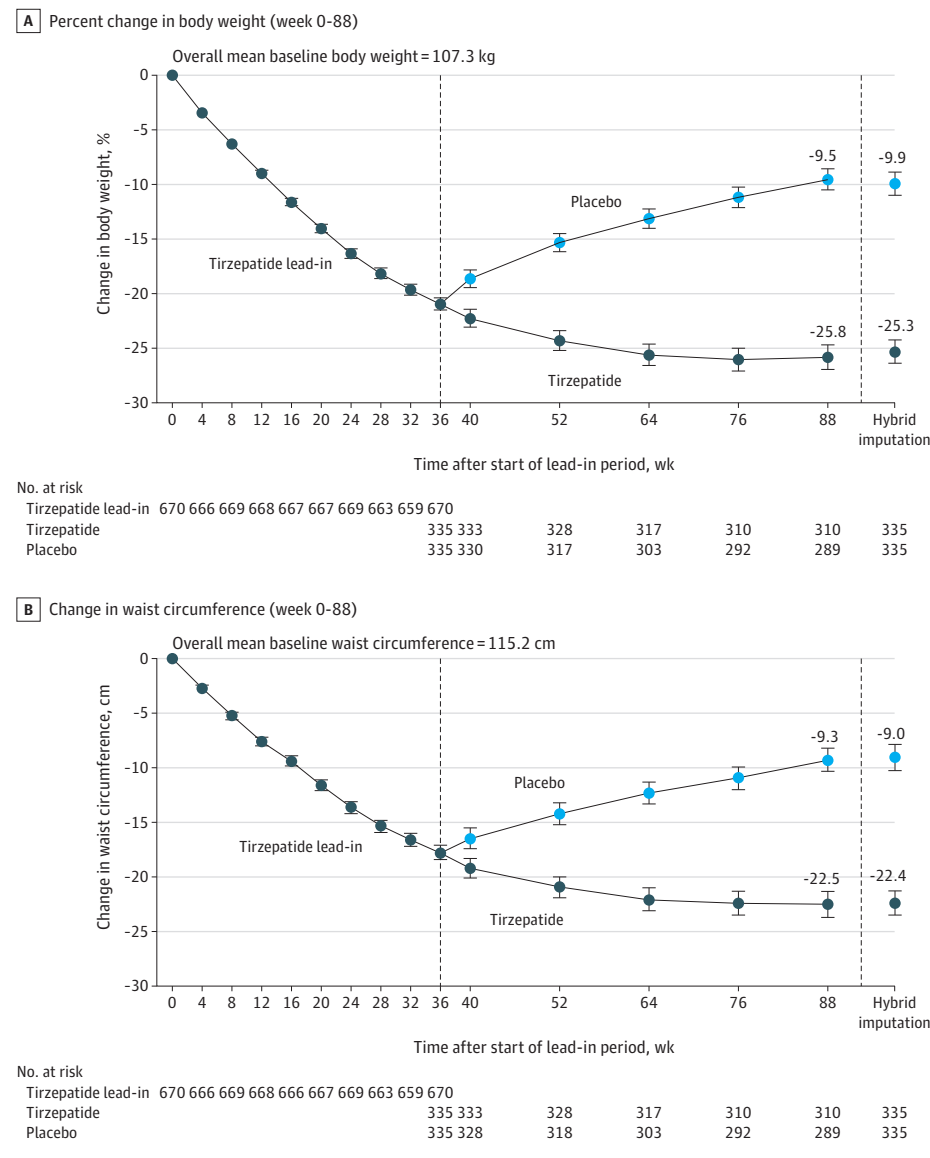 A Percent change in body weight (week 0-88)
Overall mean baseline body weight = 107.3 kg
Change in body weight, %
0
-5
-10
-15
-20
-25
-30
Tirzepatide lead-in
Placebo
Tirzepatide
-9.5
-9.9
-25.8
-25.3
0 4 8 12 16 20 24 28 32 36 40 52 64 76 88 Hybrid
imputation
Time after start of lead-in period, wk
No. at risk
Tirzepatide lead-in 670 666 669 668 667 667 669 663 659 670
Tirzepatide 335 333 328 317 310 310 335
Placebo 335 330 317 303 292 289 335
B Change in waist circumference (week 0-88)
Overall mean baseline waist circumference = 115.2 cm
Change in waist circumference, cm
0
-5
-10
-15
-20
-25
-30
Tirzepatide lead-in
Placebo
Tirzepatide
-9.3
-9.0
-22.5
-22.4
0 4 8 12 16 20 24 28 32 36 40 52 64 76 88 Hybrid
imputation
Time after start of lead-in period, wk
No. at risk
Tirzepatide lead-in 670 666 669 668 666 667 669 663 659 670
Tirzepatide 335 333 328 317 310 310 335
Placebo 335 328 318 303 292 289 335